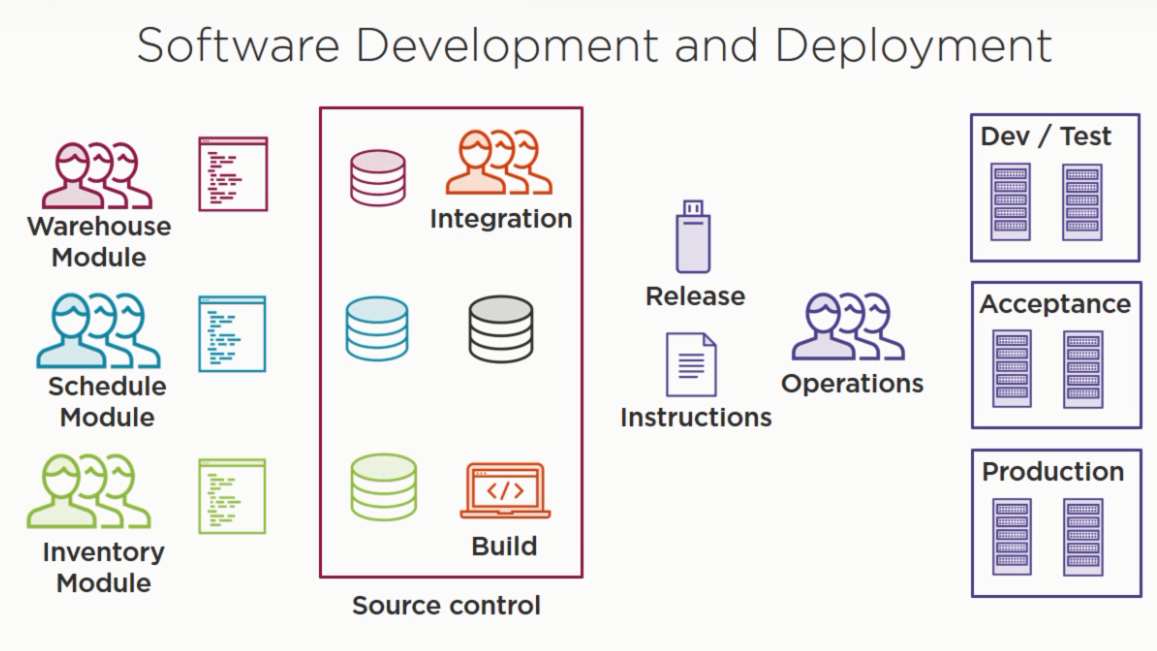 Software Development and Deployment
Warehouse
Module
Schedule
Module
Inventory
Module
Integration
</>
Build
Source control
Release
Instructions
Operations
Dev / Test
Acceptance
Production